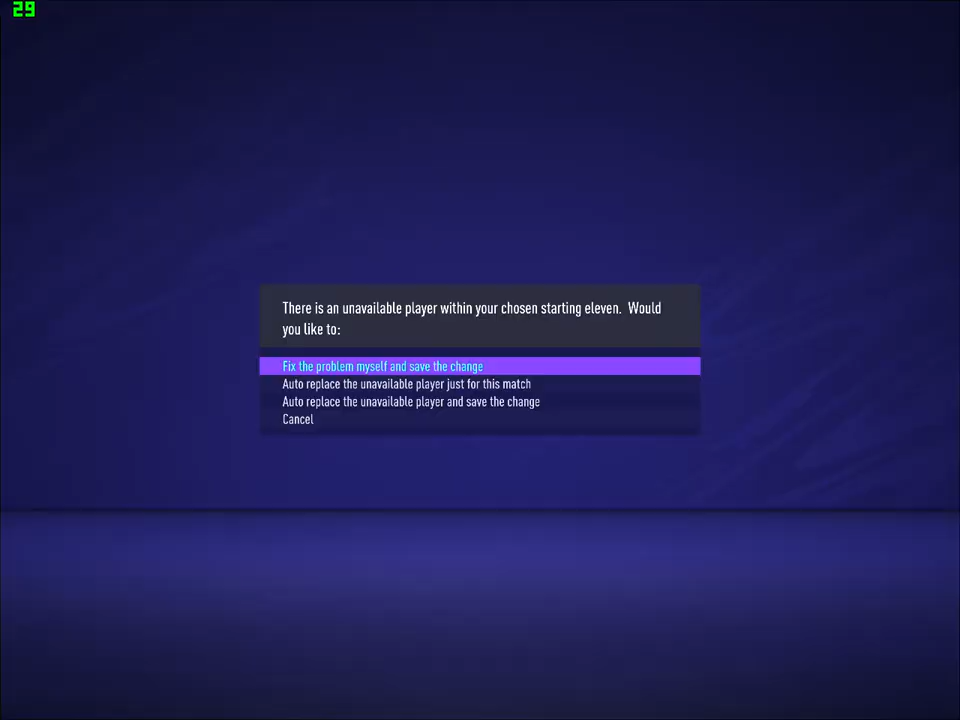 29
There is an unavailable player within your chosen starting eleven. Would
you like to:
Fix the problem myself and save the change
Auto replace the unavailable player just for this match
Auto replace the unavailable player and save the change
Cancel